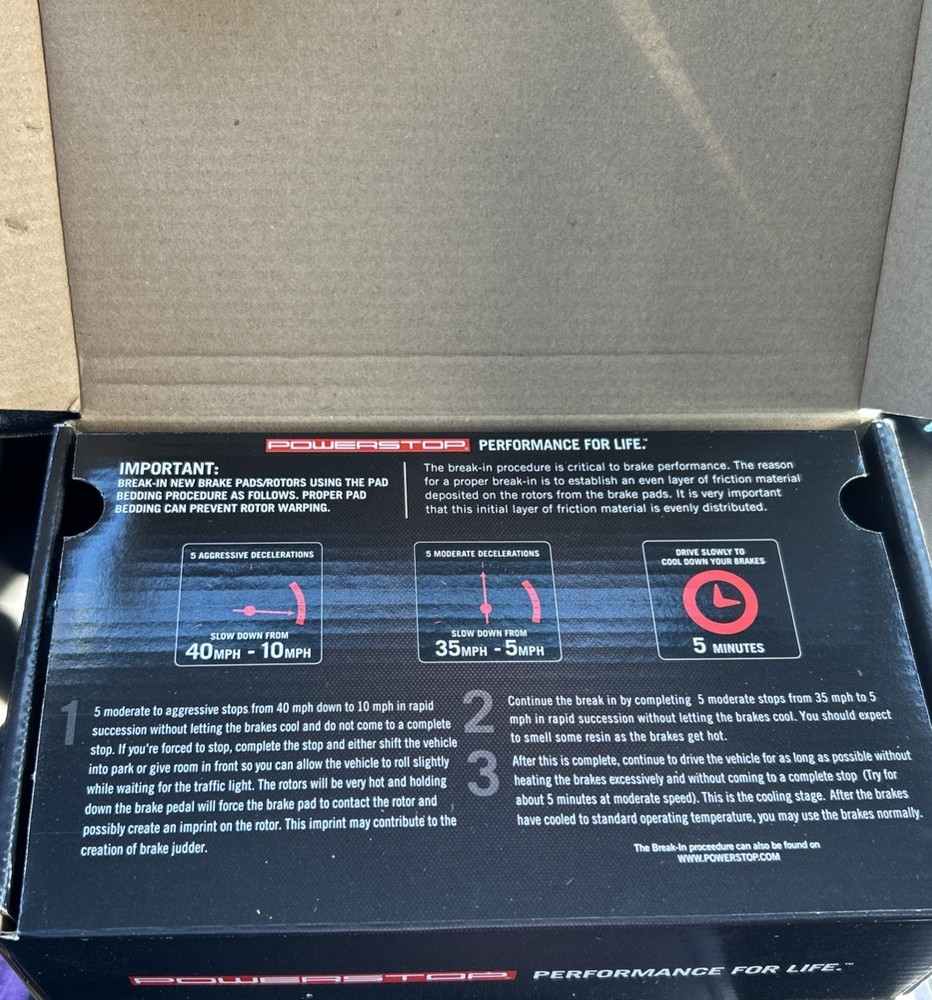 POWERSTOP PERFORMANCE FOR LIFE.™
IMPORTANT:
BREAK-IN NEW BRAKE PADS/ROTORS USING THE PAD
BEDDING PROCEDURE AS FOLLOWS. PROPER PAD
BEDDING CAN PREVENT ROTOR WARPING.
The break-in procedure is critical to brake performance. The reason
for a proper break-in is to establish an even layer of friction material
deposited on the rotors from the brake pads. It is very important
that this initial layer of friction material is evenly distributed.
5 AGGRESSIVE DECELERATIONS
SLOW DOWN FROM
40MPH - 10MPH
5 MODERATE DECELERATIONS
SLOW DOWN FROM
35MPH - 5MPH
DRIVE SLOWLY TO
COOL DOWN YOUR BRAKES
5 MINUTES
1 5 moderate to aggressive stops from 40 mph down to 10 mph in rapid
succession without letting the brakes cool and do not come to a complete
stop. If you're forced to stop, complete the stop and either shift the vehicle
into park or give room in front so you can allow the vehicle to roll slightly
while waiting for the traffic light. The rotors will be very hot and holding
down the brake pedal will force the brake pad to contact the rotor and
possibly create an imprint on the rotor. This imprint may contribute to the
creation of brake judder.
2 Continue the break in by completing 5 moderate stops from 35 mph to 5
mph in rapid succession without letting the brakes cool. You should expect
to smell some resin as the brakes get hot.
3 After this is complete, continue to drive the vehicle for as long as possible without
heating the brakes excessively and without coming to a complete stop (Try for
about 5 minutes at moderate speed). This is the cooling stage. After the brakes
have cooled to standard operating temperature, you may use the brakes normally.
The Break-In proceedure can also be found on
WWW.POWERSTOP.COM
POWERSTOP PERFORMANCE FOR LIFE.™